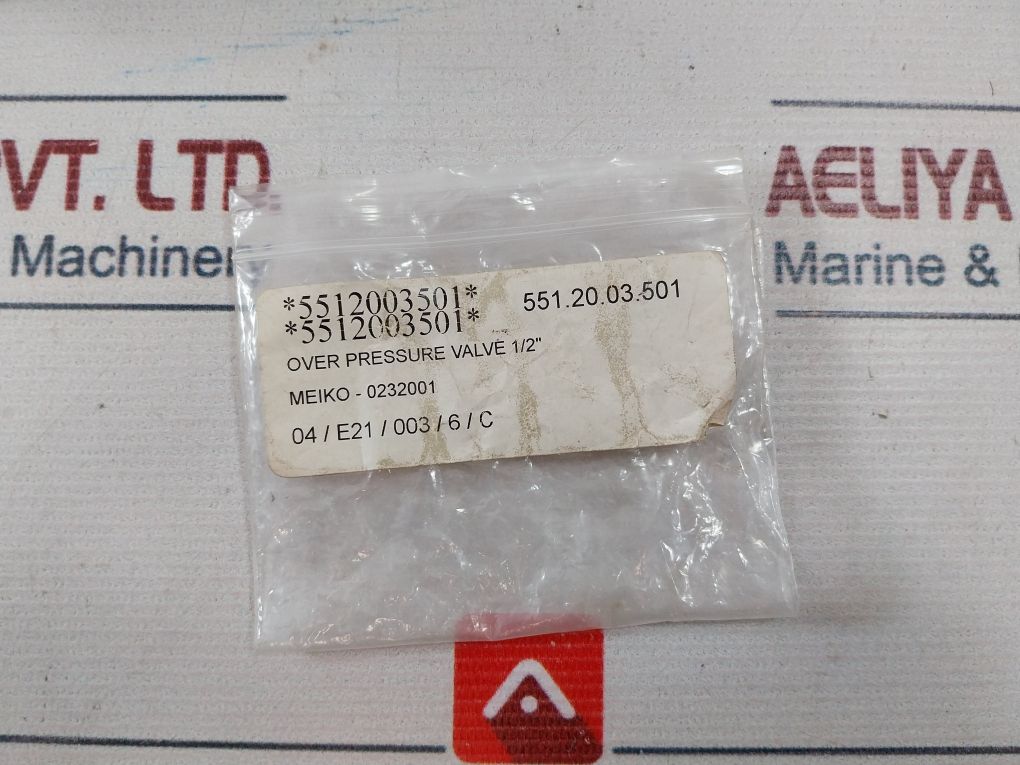 PVT. LTD
Machiner
AELIYA
Marine &
*5512003501* 551.20.03.501
*5512003501*
OVER PRESSURE VALVE 1/2"
MEIKO - 0232001
04 / E21 / 003 / 6 / C